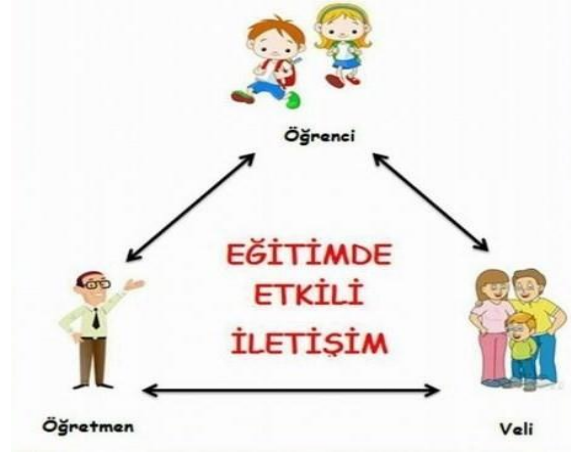 Öğrenci
EĞİTİMDE
ETKİLİ
İLETİŞİM
Öğretmen
Veli